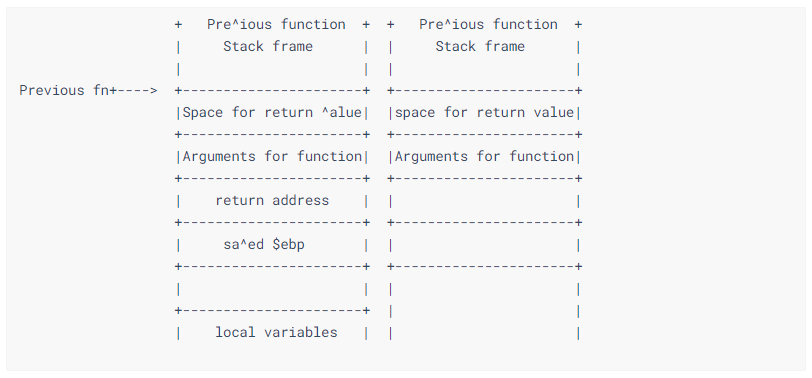 +   Pre^ious function  +  +   Pre^ious function  +
|     Stack frame      |  |     Stack frame      |
|                      |  |                      |
Previous fn+---->  +----------------------+  +----------------------+
|Space for return ^alue|  |space for return value|
+----------------------+  +----------------------+
|Arguments for function|  |Arguments for function|
+----------------------+  +----------------------+
|    return address    |  |                      |
+----------------------+  +----------------------+
|     sa^ed $ebp       |  |                      |
+----------------------+  +----------------------+
|                      |  |                      |
+----------------------+  |                      |
|    local variables   |  |                      |